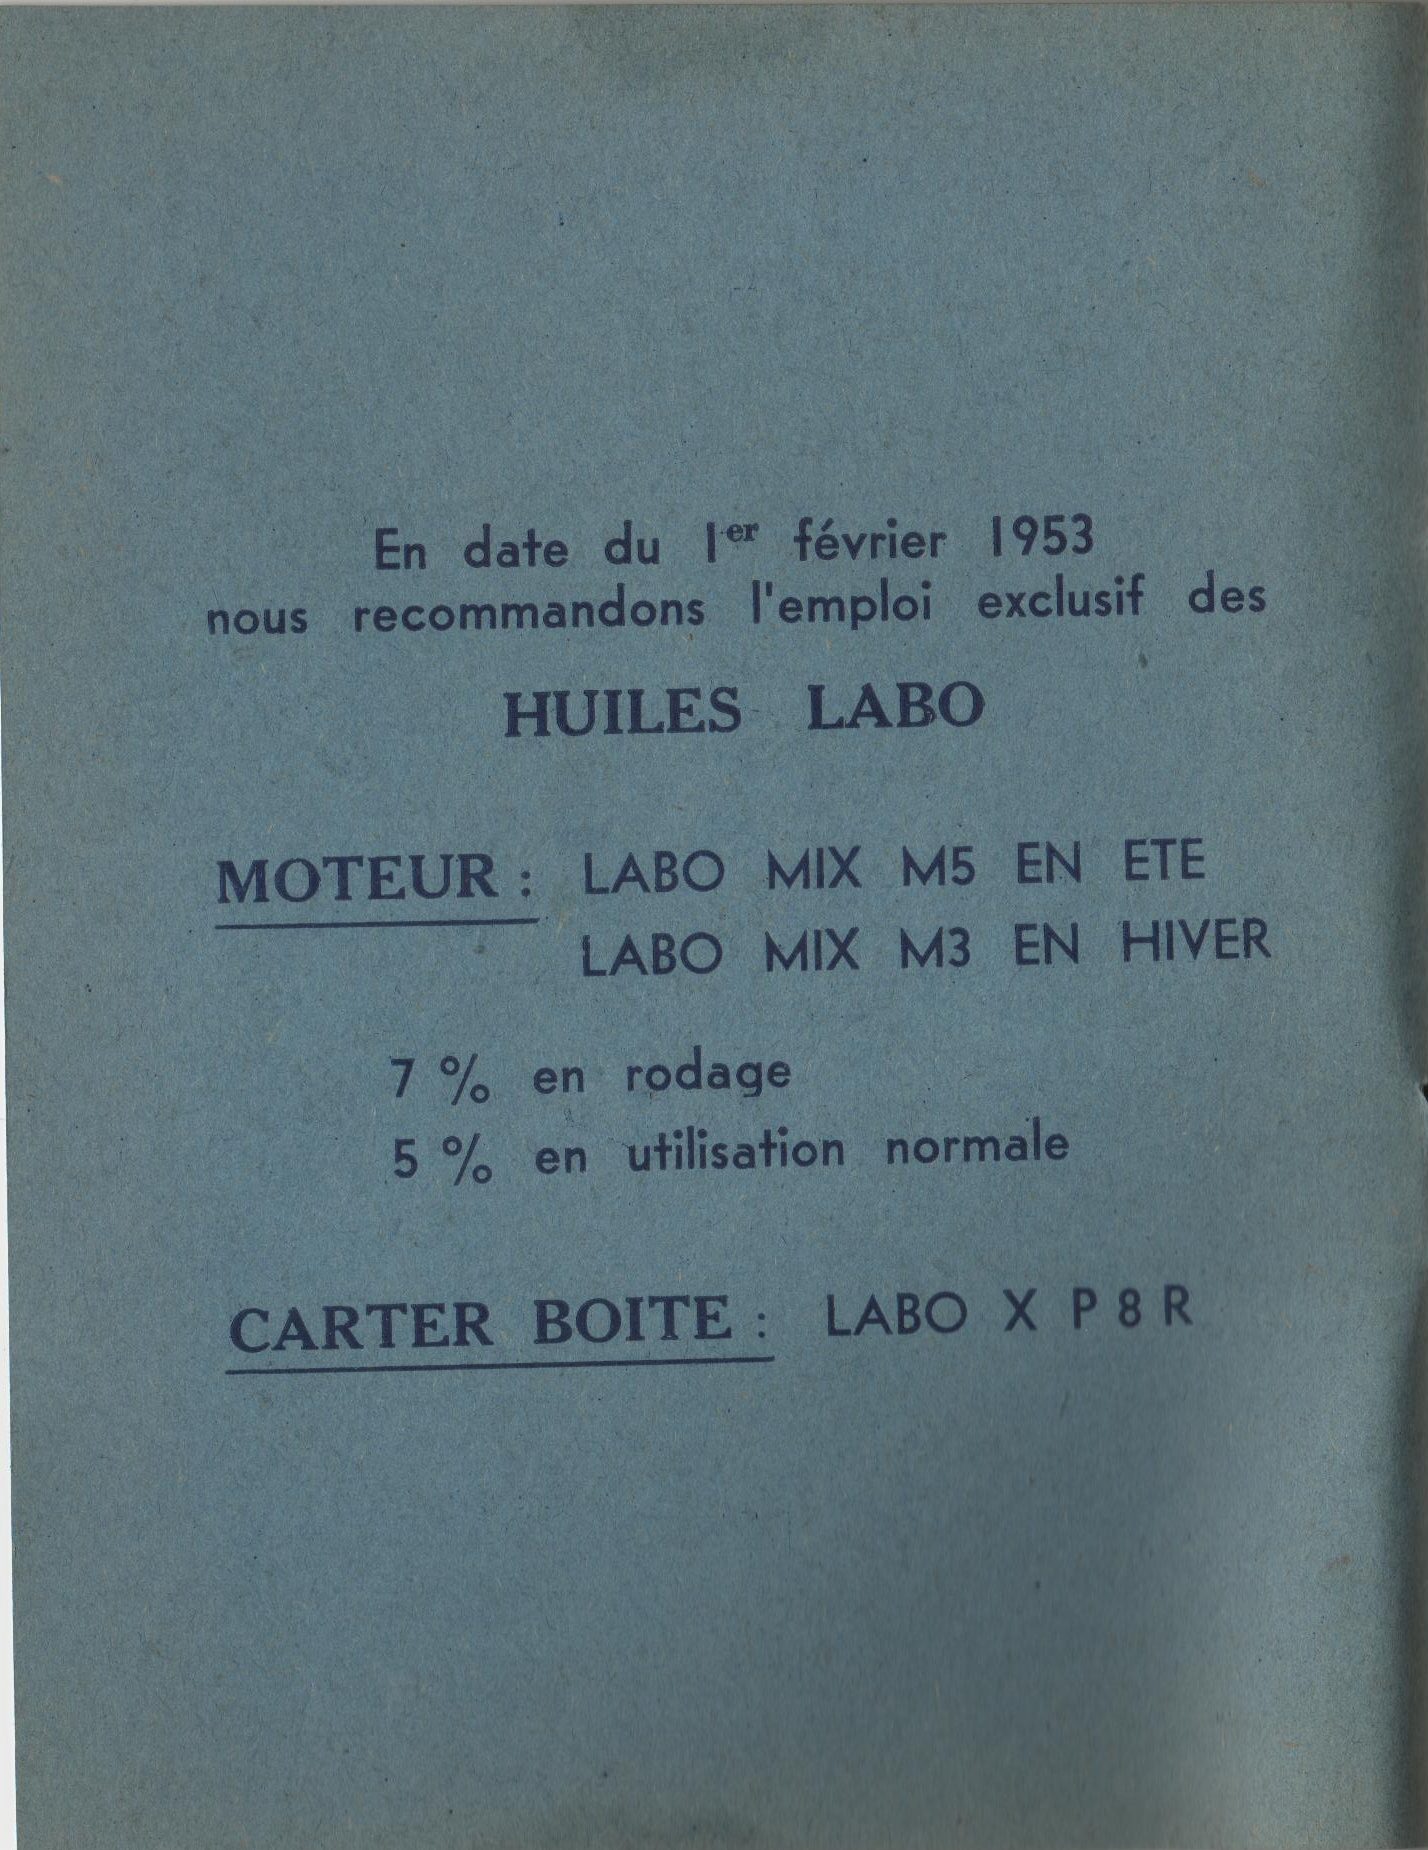 En date du 1er février 1953
nous recommandons l'emploi exclusif des
HUILES LABO
MOTEUR : LABO MIX M5 EN ETE
LABO MIX M3 EN HIVER
7 % en rodage
5 % en utilisation normale
CARTER BOITE : LABO X P 8 R